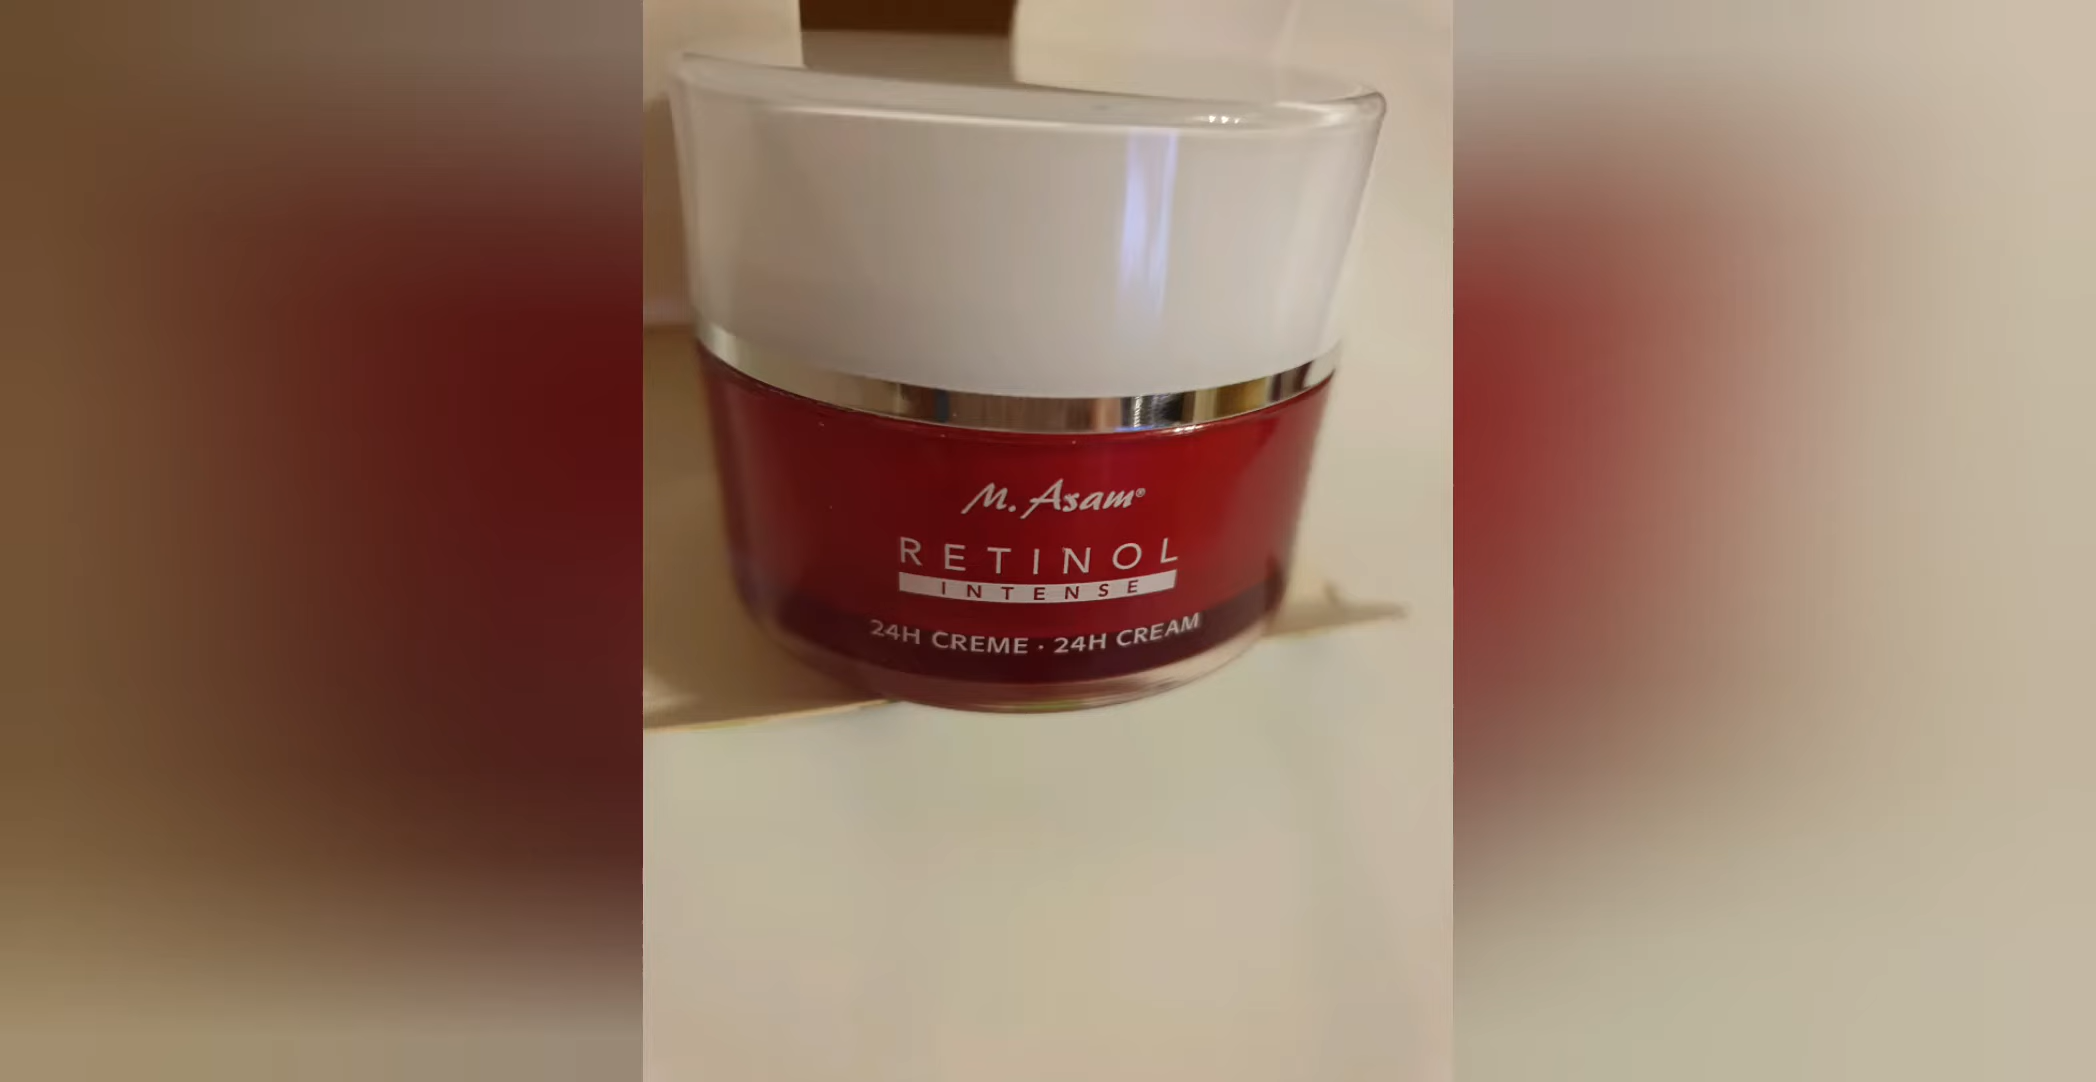 M. Asam®
RETINOL
INTENSE
24H CREME · 24H CREAM